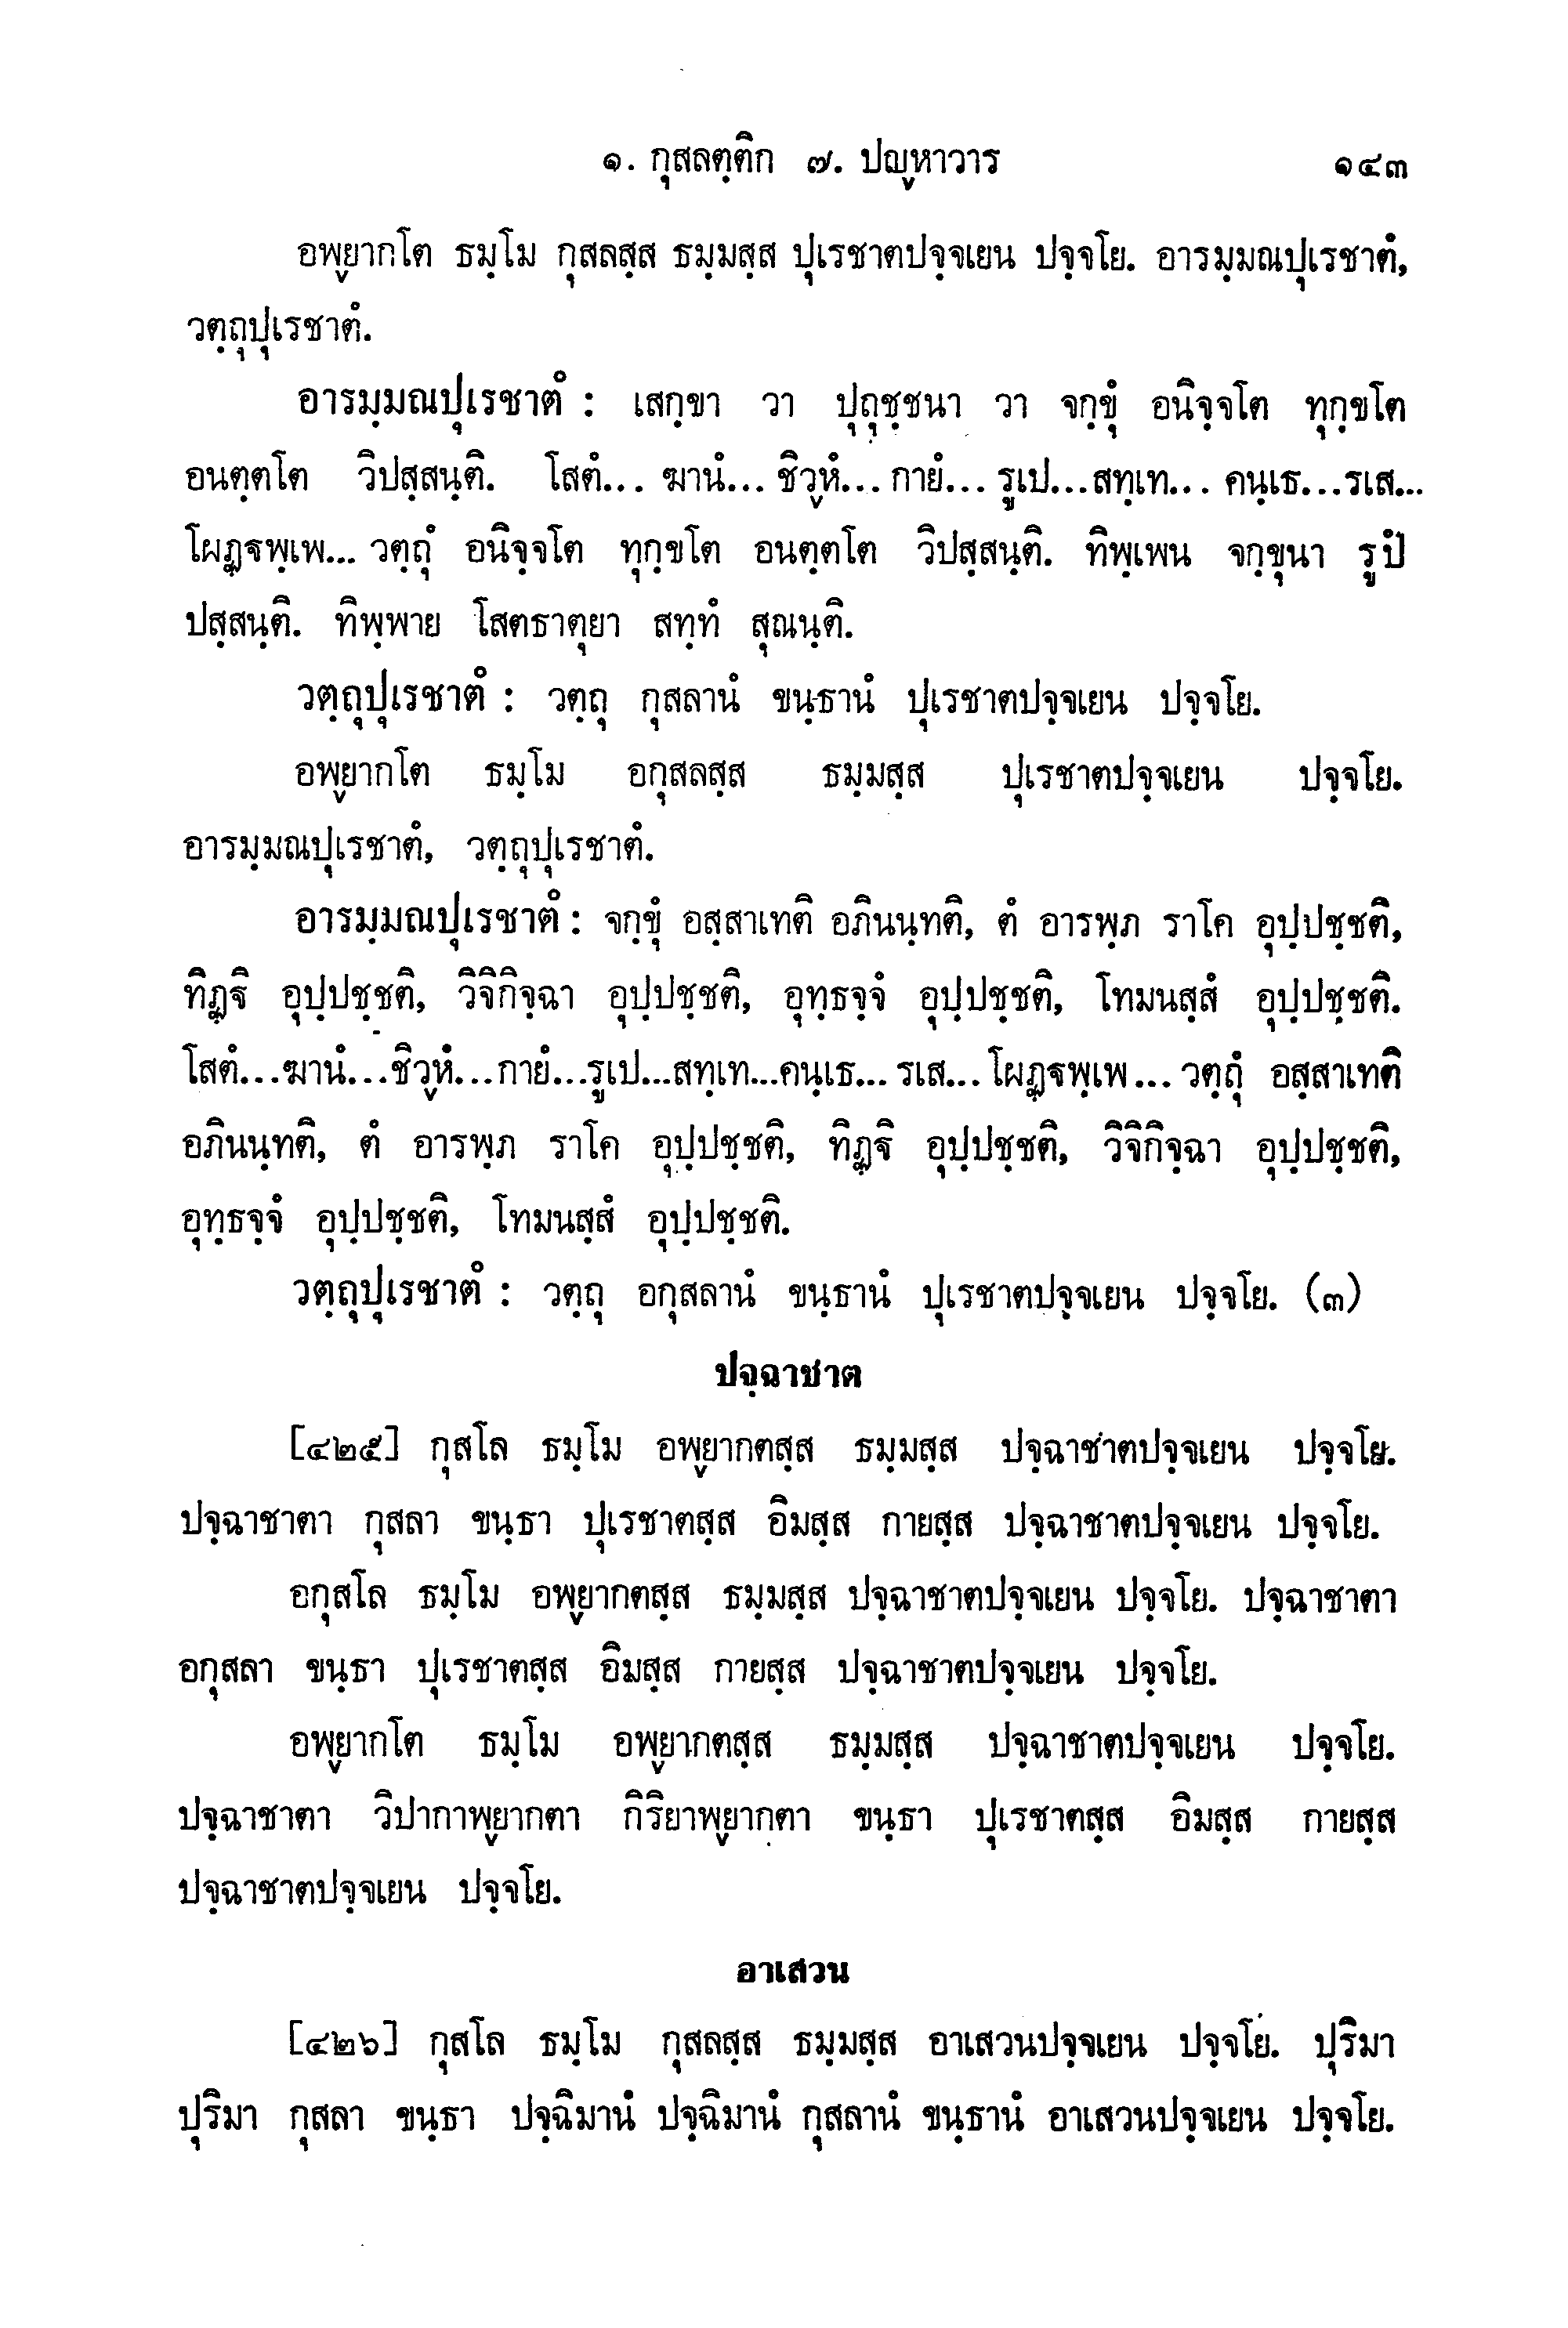 ๑. กุสลตฺติก ๗. ปญฺหาวาร ๑๔๓
อพฺยากโต ธมฺโม กุสลสฺส ธมฺมสฺส ปุเรชาตปจฺจเยน ปจฺจโย. อารมฺมณปุเรชาตํ,
วตฺถุปุเรชาตํ.
อารมฺมณปุเรชาตํ : เสกฺขา วา ปุถุชฺชนา วา จกฺขุํ อนิจฺจโต ทุกฺขโต
อนตฺตโต วิปสฺสนฺติ. โสตํ... ฆานํ... ชิวฺหํ... กายํ... รูเป... สทฺเท... คนฺเธ... รเส...
โผฏฺฐพฺเพ... วตฺถุํ อนิจฺจโต ทุกฺขโต อนตฺตโต วิปสฺสนฺติ. ทิพฺเพน จกฺขุนา รูปํ
ปสฺสนฺติ. ทิพฺพาย โสตธาตุยา สทฺทํ สุณนฺติ.
วตฺถุปุเรชาตํ : วตฺถุ กุสลานํ ขนฺธานํ ปุเรชาตปจฺจเยน ปจฺจโย.
อพฺยากโต ธมฺโม อกุสลสฺส ธมฺมสฺส ปุเรชาตปจฺจเยน ปจฺจโย.
อารมฺมณปุเรชาตํ, วตฺถุปุเรชาตํ.
อารมฺมณปุเรชาตํ : จกฺขุํ อสฺสาเทติ อภินนฺทติ, ตํ อารพฺภ ราโค อุปฺปชฺชติ,
ทิฏฺฐิ อุปฺปชฺชติ, วิจิกิจฺฉา อุปฺปชฺชติ, อุทฺธจฺจํ อุปฺปชฺชติ, โทมนสฺสํ อุปฺปชฺชติ.
โสตํ...ฆานํ...ชิวฺหํ...กายํ...รูเป...สทฺเท...คนฺเธ... รเส... โผฏฺฐพฺเพ... วตฺถุํ อสฺสาเทติ
อภินนฺทติ, ตํ อารพฺภ ราโค อุปฺปชฺชติ, ทิฏฺฐิ อุปฺปชฺชติ, วิจิกิจฺฉา อุปฺปชฺชติ,
อุทฺธจฺจํ อุปฺปชฺชติ, โทมนสฺสํ อุปฺปชฺชติ.
วตฺถุปุเรชาตํ : วตฺถุ อกุสลานํ ขนฺธานํ ปุเรชาตปจฺจเยน ปจฺจโย. (๓)
ปจฺฉาชาต
[๔๒๕] กุสโล ธมฺโม อพฺยากตสฺส ธมฺมสฺส ปจฺฉาชาตปจฺจเยน ปจฺจโย.
ปจฺฉาชาตา กุสลา ขนฺธา ปุเรชาตสฺส อิมสฺส กายสฺส ปจฺฉาชาตปจฺจเยน ปจฺจโย.
อกุสโล ธมฺโม อพฺยากตสฺส ธมฺมสฺส ปจฺฉาชาตปจฺจเยน ปจฺจโย. ปจฺฉาชาตา
อกุสลา ขนฺธา ปุเรชาตสฺส อิมสฺส กายสฺส ปจฺฉาชาตปจฺจเยน ปจฺจโย.
อพฺยากโต ธมฺโม อพฺยากตสฺส ธมฺมสฺส ปจฺฉาชาตปจฺจเยน ปจฺจโย.
ปจฺฉาชาตา วิปากาพฺยากตา กิริยาพฺยากตา ขนฺธา ปุเรชาตสฺส อิมสฺส กายสฺส
ปจฺฉาชาตปจฺจเยน ปจฺจโย.
อาเสวน
[๔๒๖] กุสโล ธมฺโม กุสลสฺส ธมฺมสฺส อาเสวนปจฺจเยน ปจฺจโย. ปุริมา
ปุริมา กุสลา ขนฺธา ปจฺฉิมานํ ปจฺฉิมานํ กุสลานํ ขนฺธานํ อาเสวนปจฺจเยน ปจฺจโย.